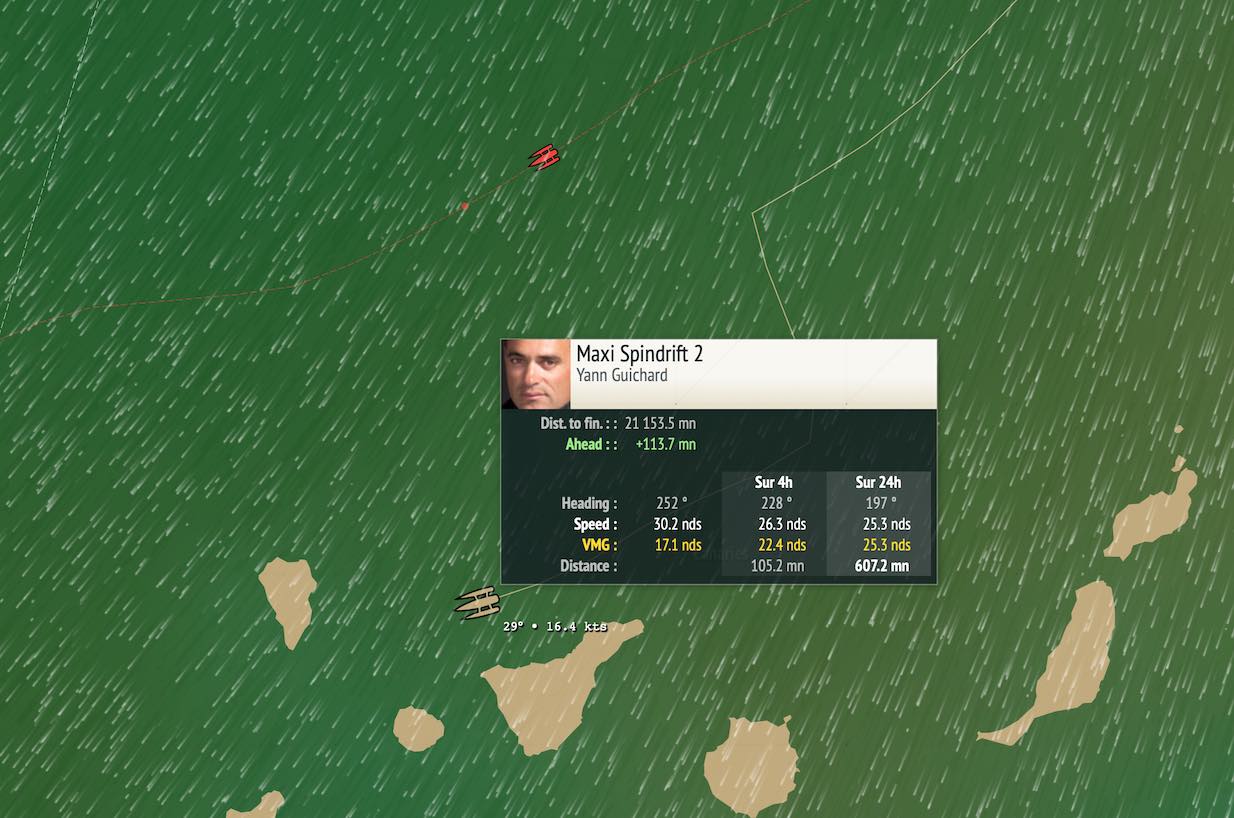 Maxi Spindrift 2
Yann Guichard
Dist. to fin. : : 21 153.5 mn
Ahead : : +113.7 mn
Sur 4h Sur 24h
Heading : 252 ° 228 ° 197 °
Speed : 30.2 nds 26.3 nds 25.3 nds
VMG : 17.1 nds 22.4 nds 25.3 nds
Distance : 105.2 mn 607.2 mn
29° • 16.4 kts